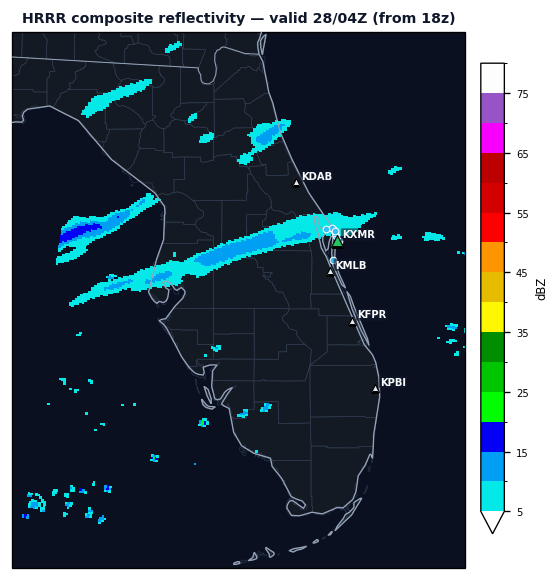 HRRR composite reflectivity — valid 28/04Z (from 18z)
KDAB
KXMR
KMLB
KFPR
KPBI
75
65
55
45
35
25
15
5
dBZ